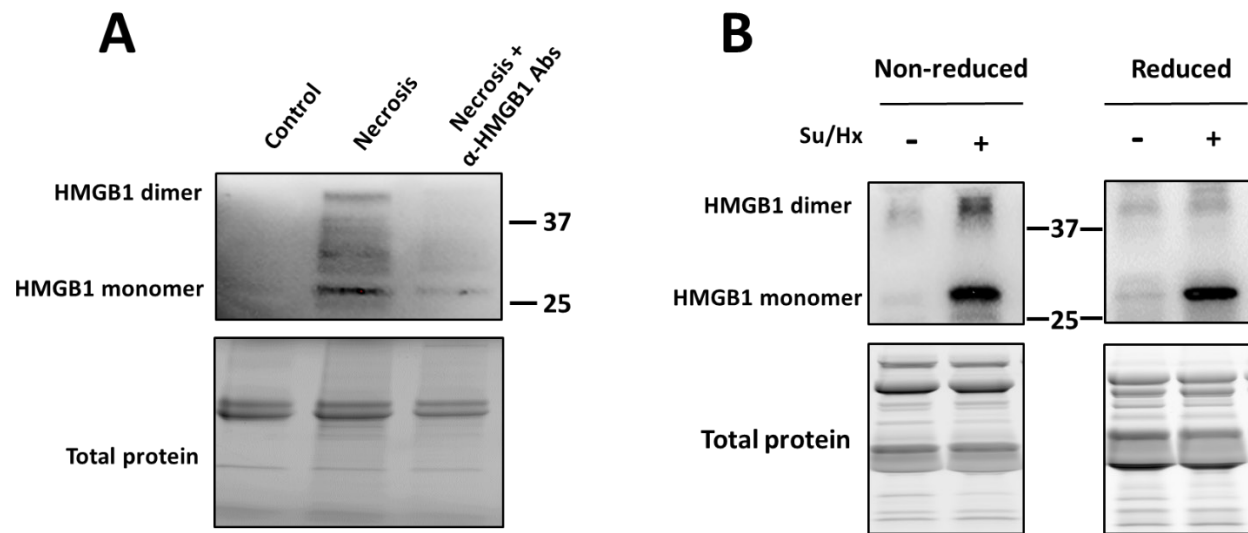 A
Control
Necrosis
Necrosis +
α-HMGB1 Abs
HMGB1 dimer
37
HMGB1 monomer
25
Total protein
B
Non-reduced
Reduced
Su/Hx - + - +
HMGB1 dimer
37
HMGB1 monomer
25
Total protein